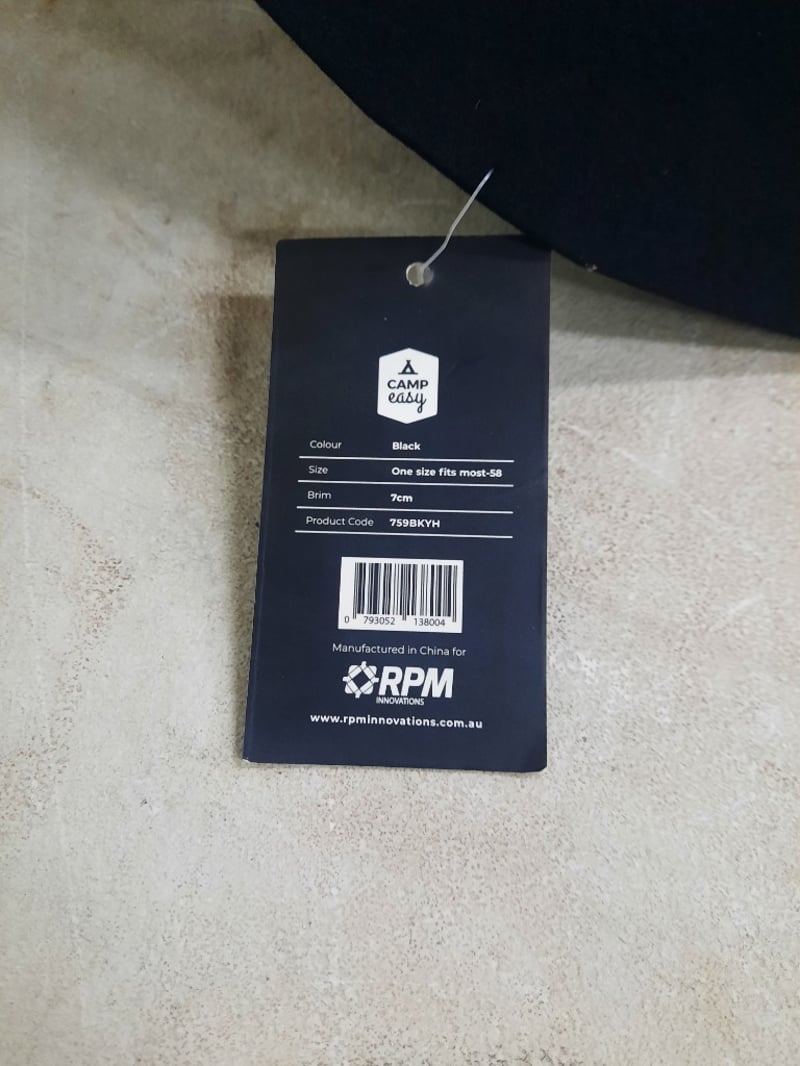 CAMP
easy
Colour Black
Size One size fits most-58
Brim 7cm
Product Code 759BKYH
0 793052 138004
Manufactured in China for
RPM
INNOVATIONS
www.rpminnovations.com.au